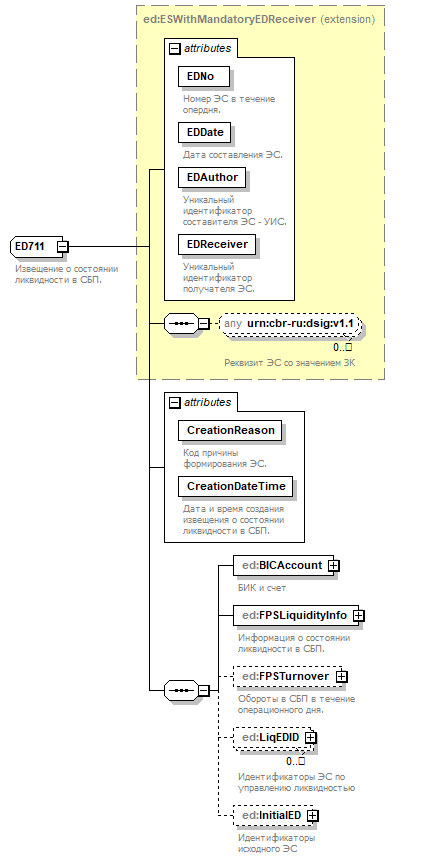 ed:ESWithMandatoryEDReceiver (extension)
attributes
EDNo
Номер ЭС в течение
опердня.
EDDate
Дата составления ЭС.
EDAuthor
Уникальный
идентификатор
составителя ЭС - УИС.
EDReceiver
Уникальный
идентификатор
получателя ЭС.
ED711
Извещение о состоянии
ликвидности в СБП.
any urn:cbr-ru:dsig:v1.1
0..□
Реквизит ЭС со значением ЗК
attributes
CreationReason
Код причины
формирования ЭС.
CreationDateTime
Дата и время создания
извещения о состоянии
ликвидности в СБП.
ed:BICAccount
БИК и счет
ed:FPSLiquidityInfo
Информация о состоянии
ликвидности в СБП.
ed:FPSTurnover
Обороты в СБП в течение
операционного дня.
ed:LiqEDID
0..□
Идентификаторы ЭС по
управлению ликвидностью
ed:InitialED
Идентификаторы
исходного ЭС